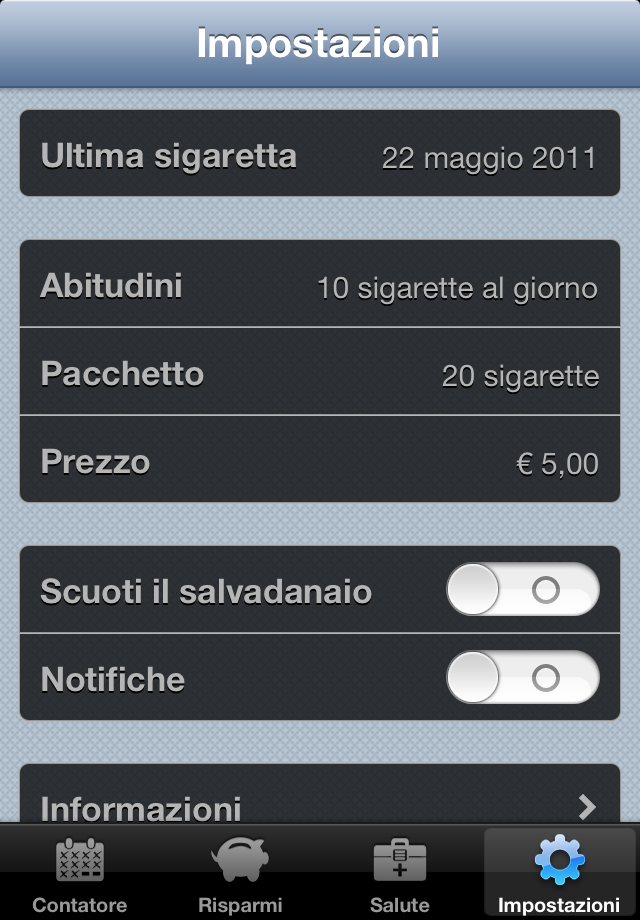 Impostazioni
Ultima sigaretta 22 maggio 2011
Abitudini 10 sigarette al giorno
Pacchetto 20 sigarette
Prezzo € 5,00
Scuoti il salvadanaio
Notifiche
Informazioni
Contatore Risparmi Salute Impostazioni